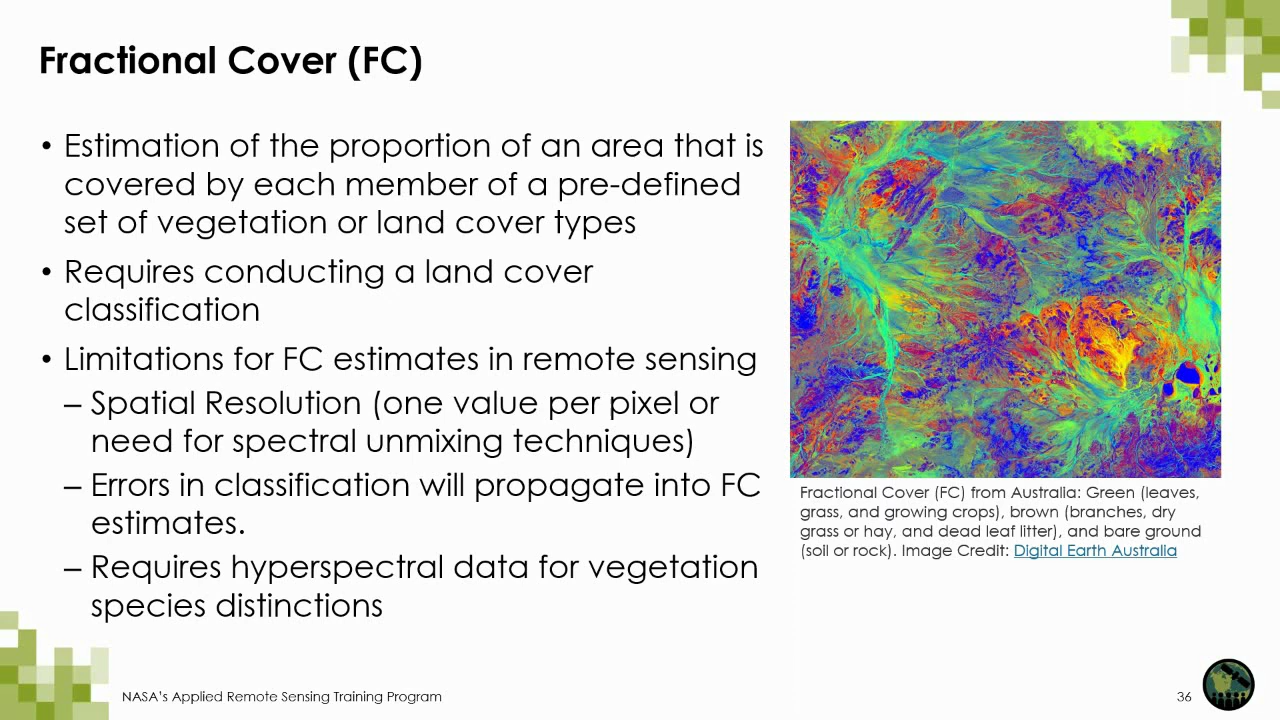 Fractional Cover (FC)
• Estimation of the proportion of an area that is
covered by each member of a pre-defined
set of vegetation or land cover types
• Requires conducting a land cover
classification
• Limitations for FC estimates in remote sensing
– Spatial Resolution (one value per pixel or
need for spectral unmixing techniques)
– Errors in classification will propagate into FC
estimates.
– Requires hyperspectral data for vegetation
species distinctions
Fractional Cover (FC) from Australia: Green (leaves,
grass, and growing crops), brown (branches, dry
grass or hay, and dead leaf litter), and bare ground
(soil or rock). Image Credit: Digital Earth Australia
NASA's Applied Remote Sensing Training Program
36